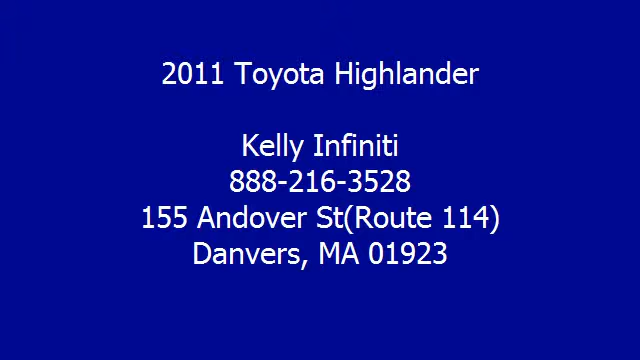 2011 Toyota Highlander
Kelly Infiniti
888-216-3528
155 Andover St(Route 114)
Danvers, MA 01923